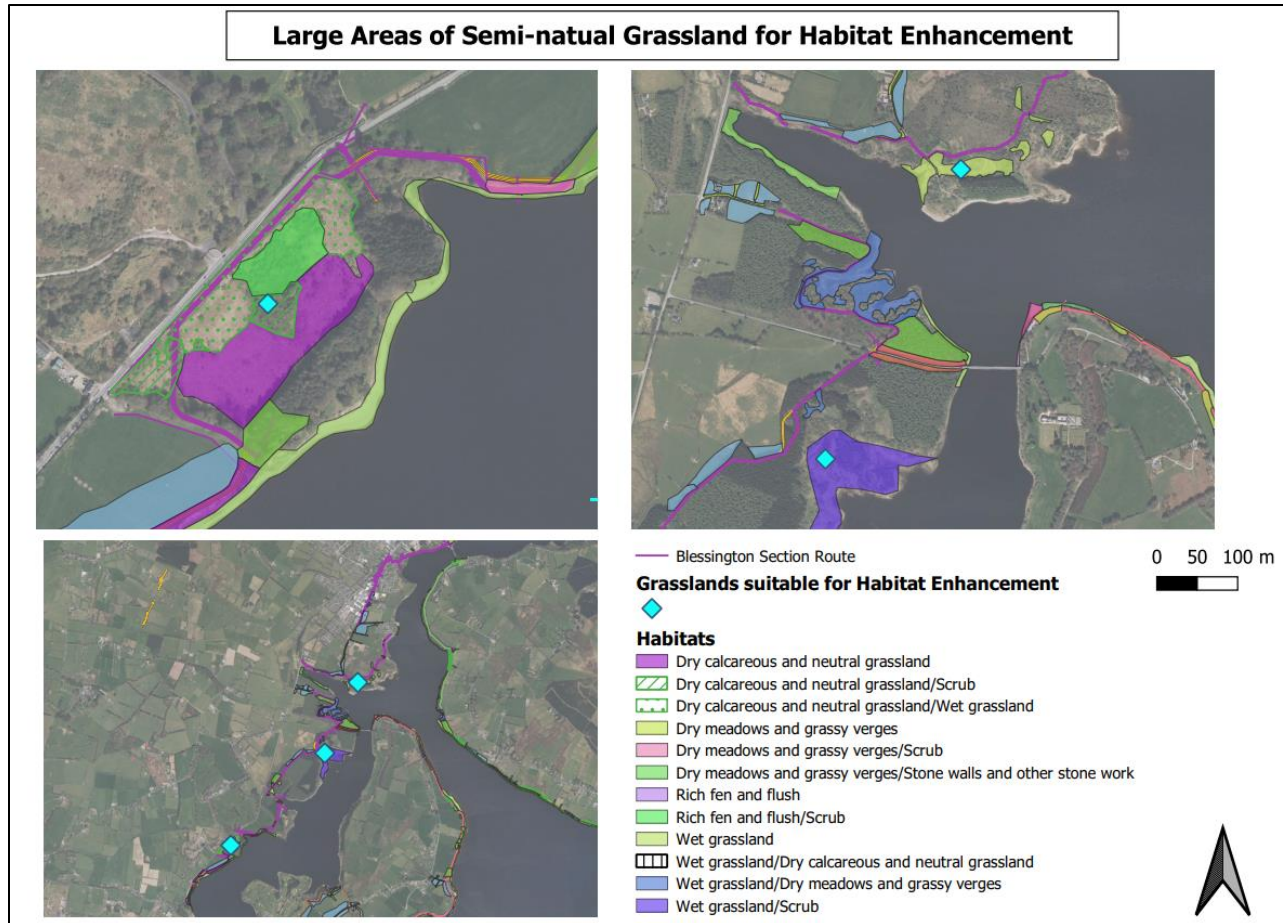 Large Areas of Semi-natual Grassland for Habitat Enhancement
Blessington Section Route
0 50 100 m
Grasslands suitable for Habitat Enhancement
Habitats
Dry calcareous and neutral grassland
Dry calcareous and neutral grassland/Scrub
Dry calcareous and neutral grassland/Wet grassland
Dry meadows and grassy verges
Dry meadows and grassy verges/Scrub
Dry meadows and grassy verges/Stone walls and other stone work
Rich fen and flush
Rich fen and flush/Scrub
Wet grassland
Wet grassland/Dry calcareous and neutral grassland
Wet grassland/Dry meadows and grassy verges
Wet grassland/Scrub